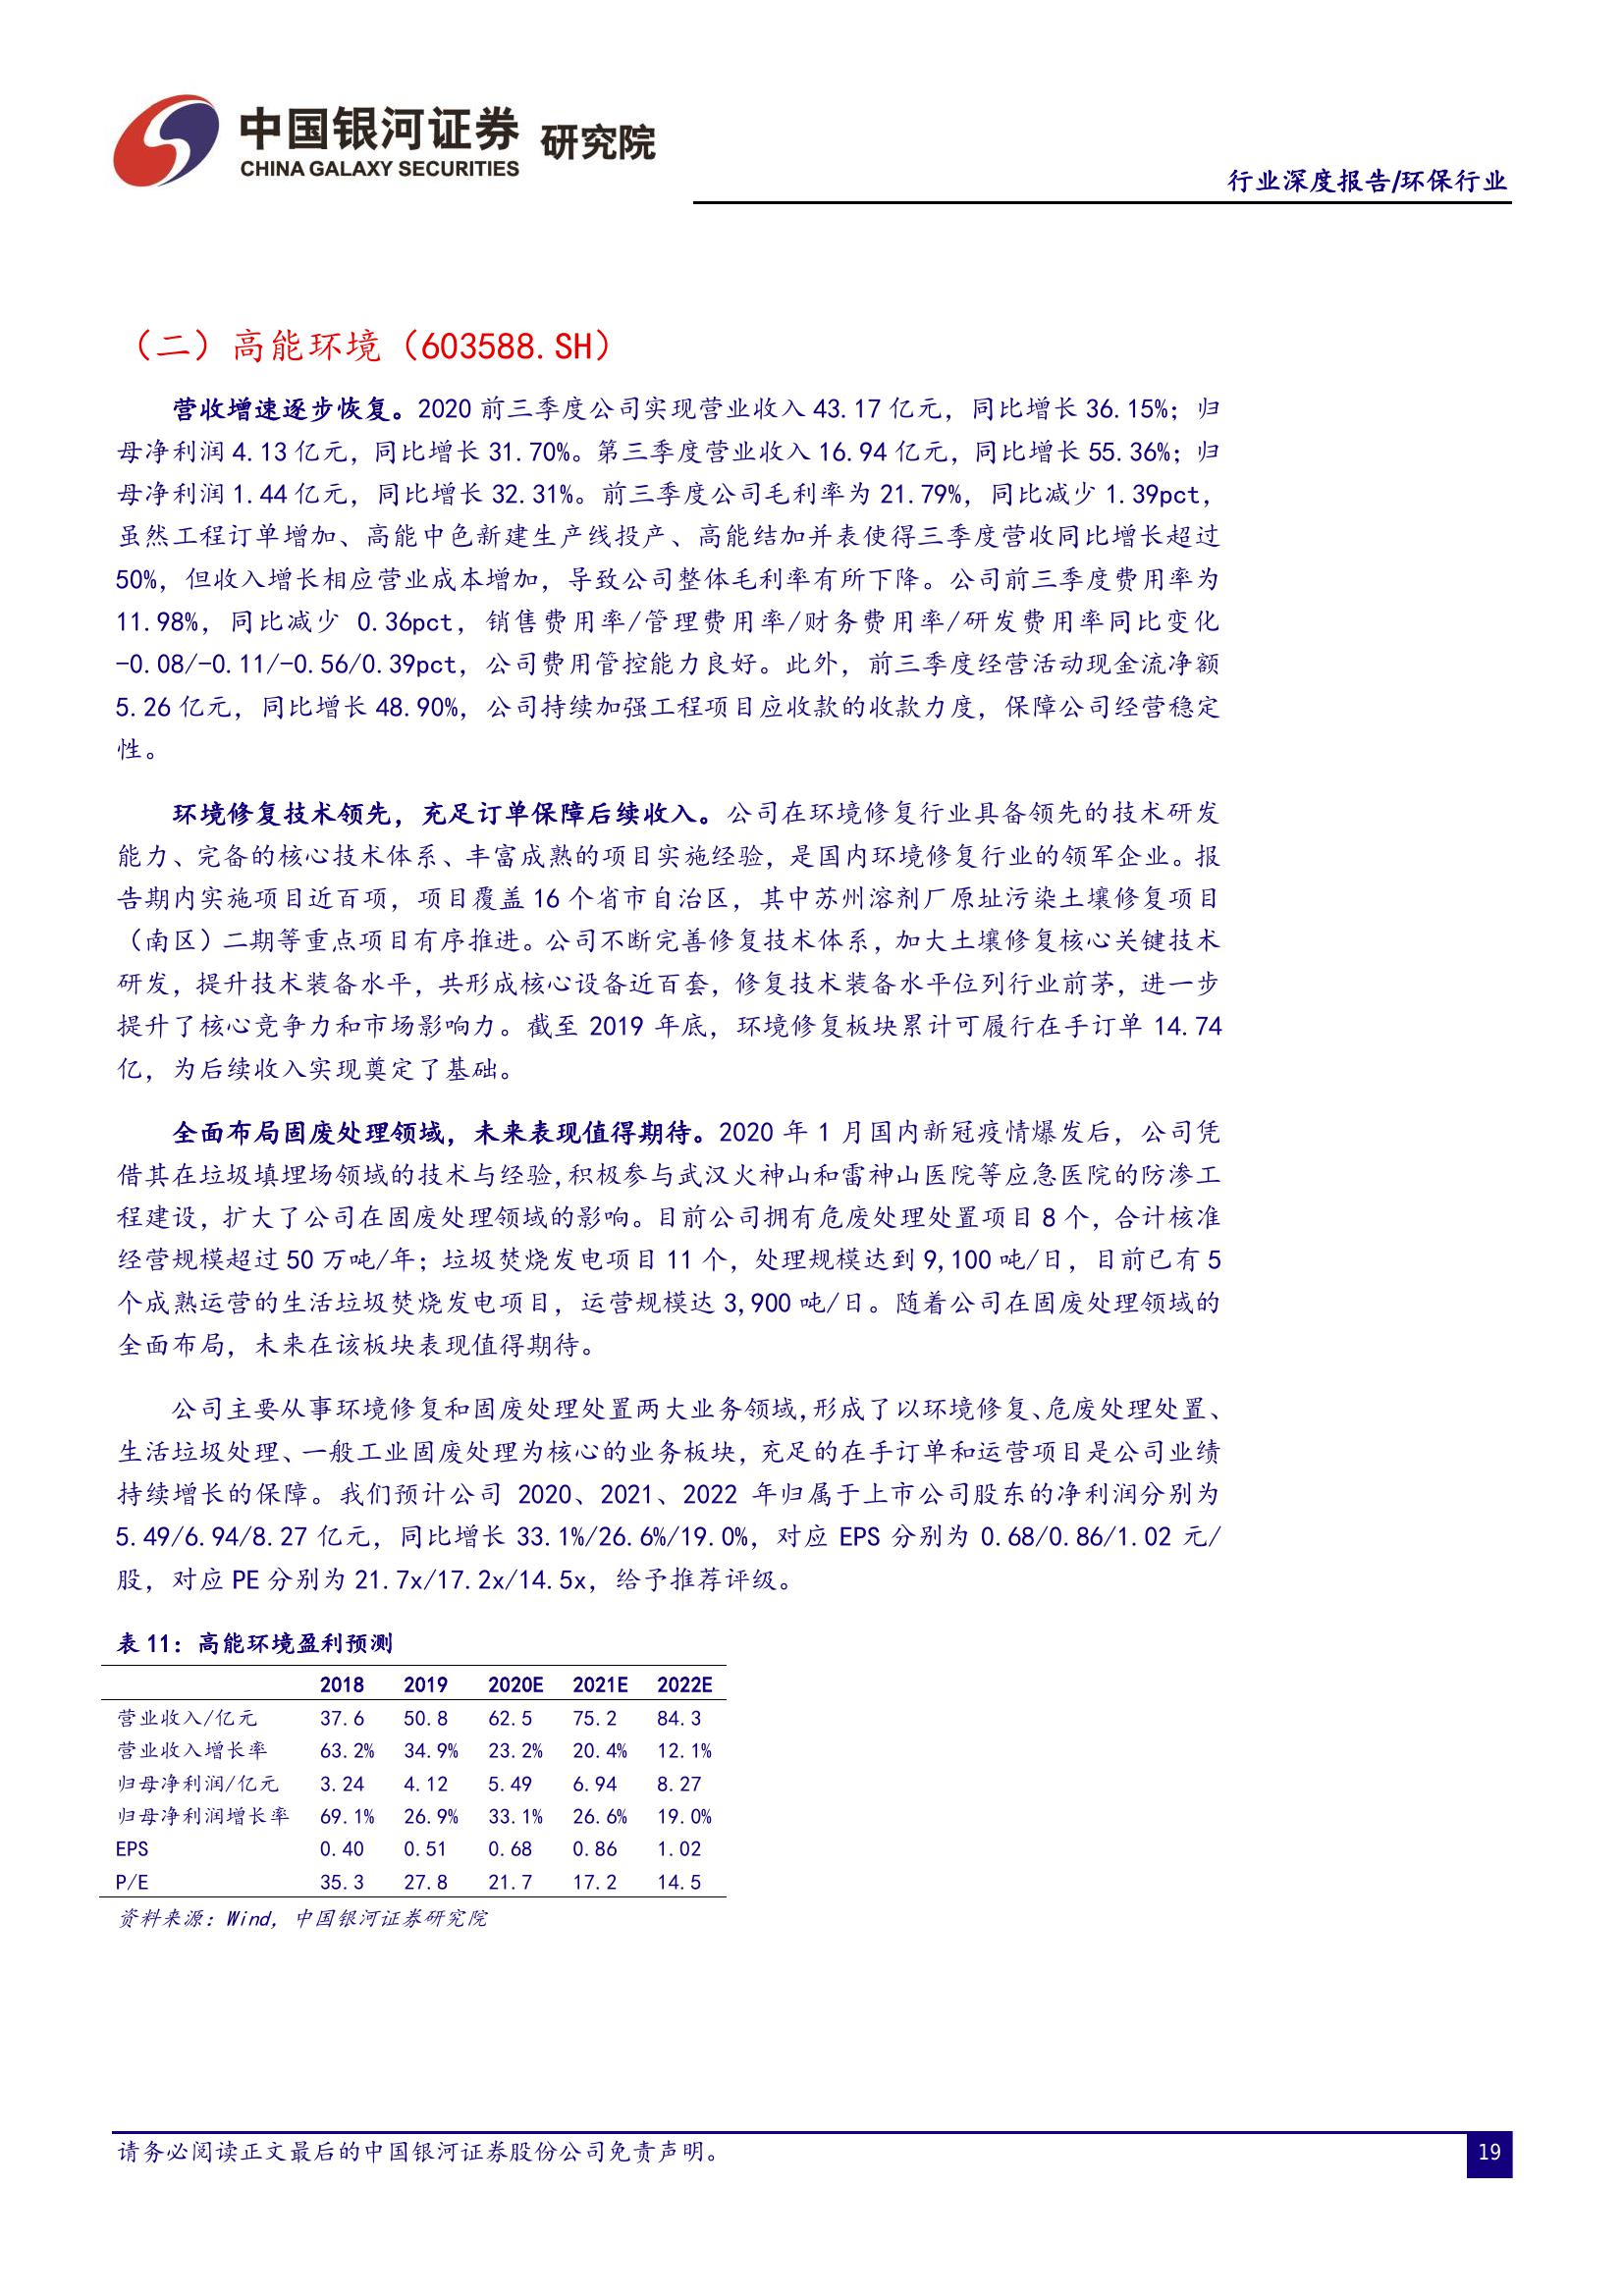 中国银河证券 研究院
CHINA GALAXY SECURITIES
行业深度报告/环保行业
（二）高能环境（603588.SH）
营收增速逐步恢复。2020 前三季度公司实现营业收入 43.17 亿元，同比增长 36.15%；归
母净利润 4.13 亿元，同比增长 31.70%。第三季度营业收入 16.94 亿元，同比增长 55.36%；归
母净利润 1.44 亿元，同比增长 32.31%。前三季度公司毛利率为 21.79%，同比减少 1.39pct，
虽然工程订单增加、高能中色新建生产线投产、高能结加并表使得三季度营收同比增长超过
50%，但收入增长相应营业成本增加，导致公司整体毛利率有所下降。公司前三季度费用率为
11.98%，同比减少 0.36pct，销售费用率/管理费用率/财务费用率/研发费用率同比变化
-0.08/-0.11/-0.56/0.39pct，公司费用管控能力良好。此外，前三季度经营活动现金流净额
5.26 亿元，同比增长 48.90%，公司持续加强工程项目应收款的收款力度，保障公司经营稳定
性。
环境修复技术领先，充足订单保障后续收入。公司在环境修复行业具备领先的技术研发
能力、完备的核心技术体系、丰富成熟的项目实施经验，是国内环境修复行业的领军企业。报
告期内实施项目近百项，项目覆盖 16 个省市自治区，其中苏州溶剂厂原址污染土壤修复项目
（南区）二期等重点项目有序推进。公司不断完善修复技术体系，加大土壤修复核心关键技术
研发，提升技术装备水平，共形成核心设备近百套，修复技术装备水平位列行业前茅，进一步
提升了核心竞争力和市场影响力。截至 2019 年底，环境修复板块累计可履行在手订单 14.74
亿，为后续收入实现奠定了基础。
全面布局固废处理领域，未来表现值得期待。2020 年 1 月国内新冠疫情爆发后，公司凭
借其在垃圾填埋场领域的技术与经验，积极参与武汉火神山和雷神山医院等应急医院的防渗工
程建设，扩大了公司在固废处理领域的影响。目前公司拥有危废处理处置项目 8 个，合计核准
经营规模超过 50 万吨/年；垃圾焚烧发电项目 11 个，处理规模达到 9,100 吨/日，目前已有 5
个成熟运营的生活垃圾焚烧发电项目，运营规模达 3,900 吨/日。随着公司在固废处理领域的
全面布局，未来在该板块表现值得期待。
公司主要从事环境修复和固废处理处置两大业务领域，形成了以环境修复、危废处理处置、
生活垃圾处理、一般工业固废处理为核心的业务板块，充足的在手订单和运营项目是公司业绩
持续增长的保障。我们预计公司 2020、2021、2022 年归属于上市公司股东的净利润分别为
5.49/6.94/8.27 亿元，同比增长 33.1%/26.6%/19.0%，对应 EPS 分别为 0.68/0.86/1.02 元/
股，对应 PE 分别为 21.7x/17.2x/14.5x，给予推荐评级。
表 11：高能环境盈利预测
2018 2019 2020E 2021E 2022E
营业收入/亿元 37.6 50.8 62.5 75.2 84.3
营业收入增长率 63.2% 34.9% 23.2% 20.4% 12.1%
归母净利润/亿元 3.24 4.12 5.49 6.94 8.27
归母净利润增长率 69.1% 26.9% 33.1% 26.6% 19.0%
EPS 0.40 0.51 0.68 0.86 1.02
P/E 35.3 27.8 21.7 17.2 14.5
资料来源：Wind，中国银河证券研究院
请务必阅读正文最后的中国银河证券股份公司免责声明。
19